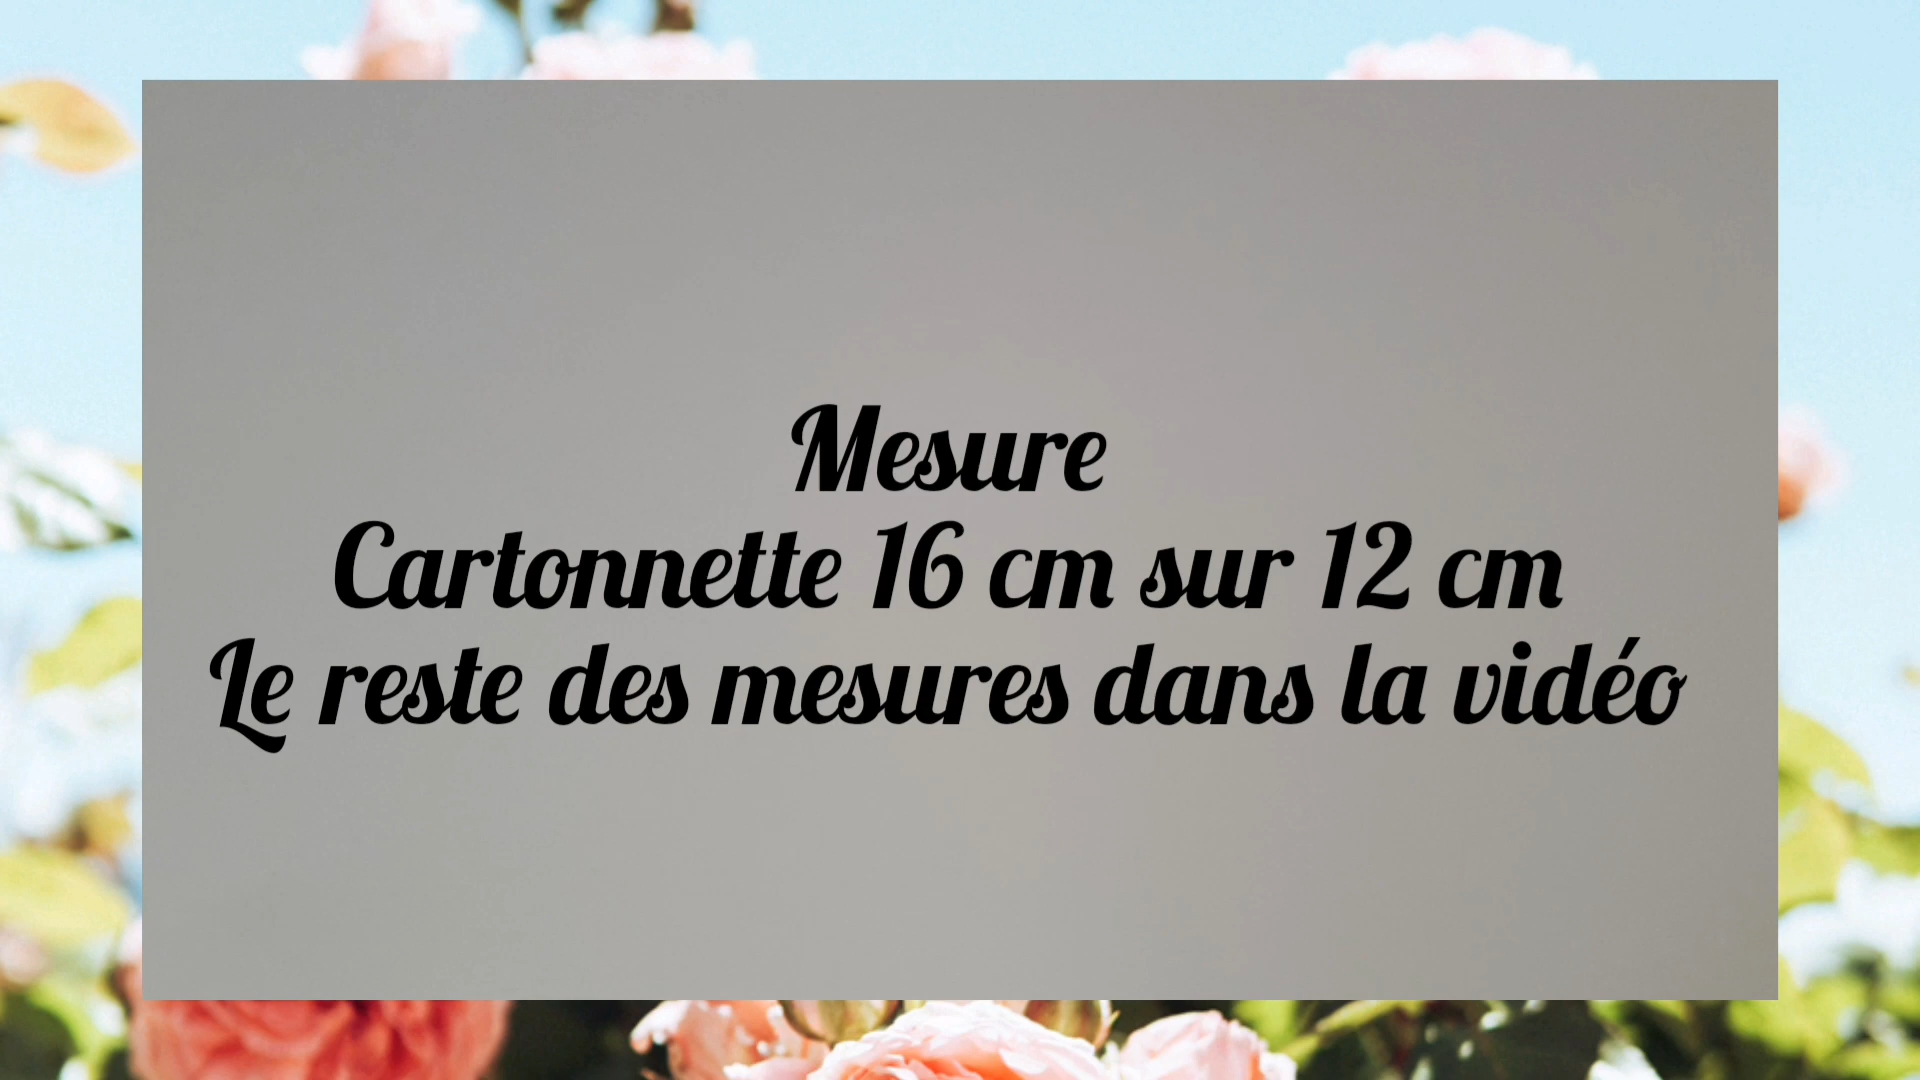 Mesure
Cartonnette 16 cm sur 12 cm
Le reste des mesures dans la vidéo